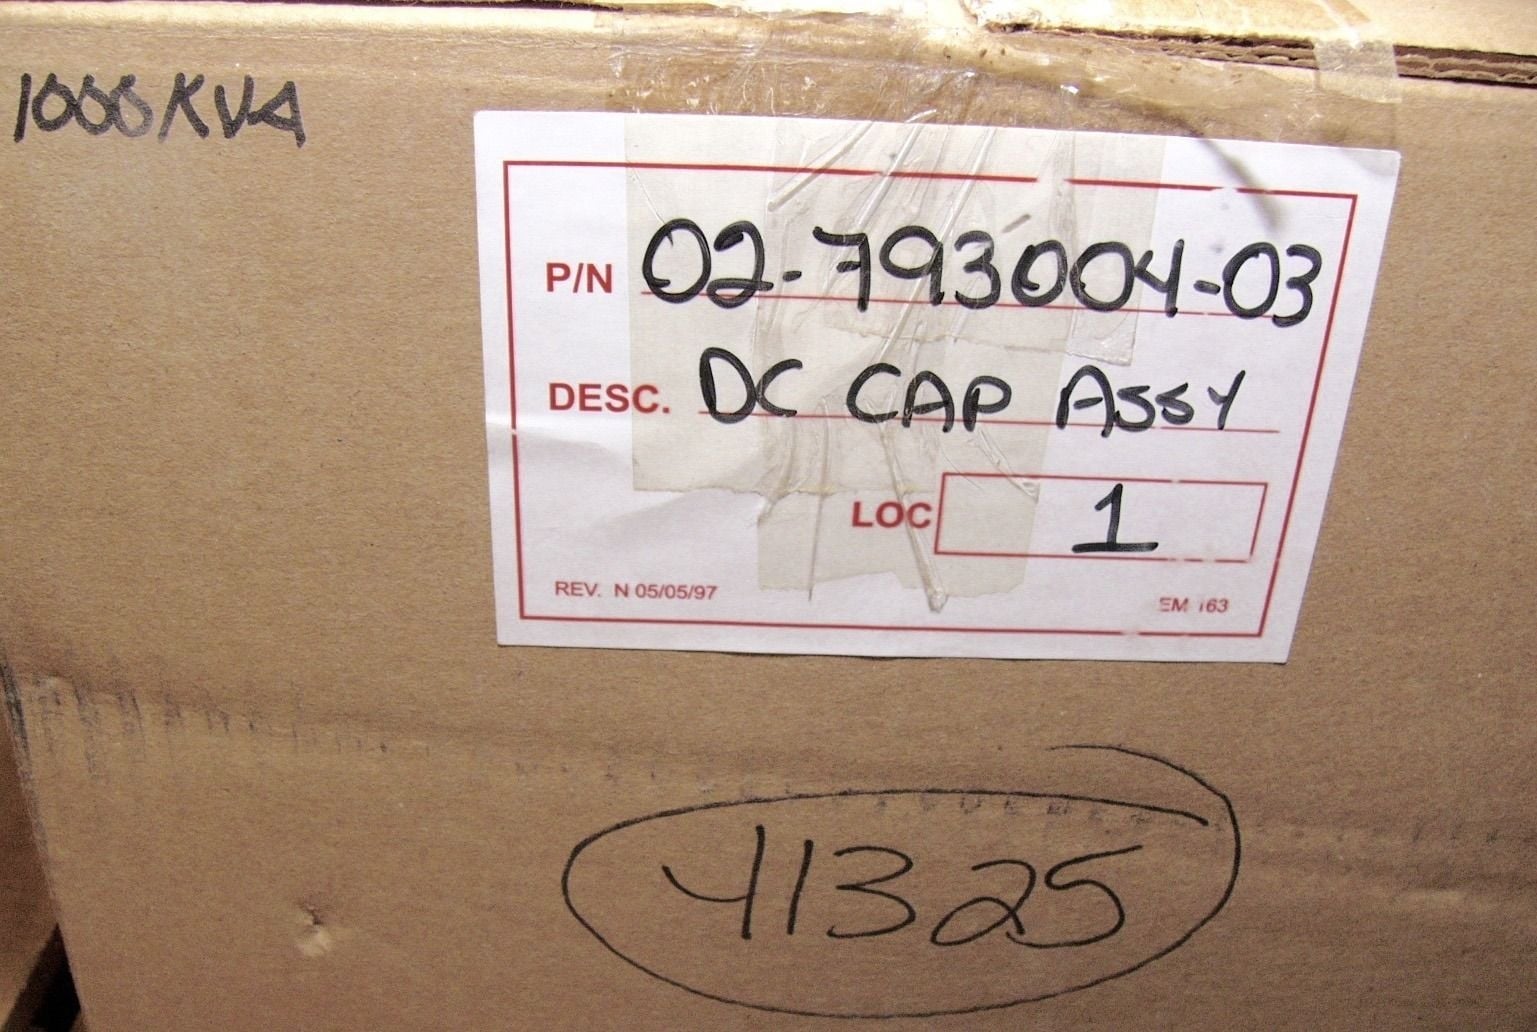 1000KVA
P/N 02-793004-03
DESC. DC CAP ASSY
LOC 1
REV. N 05/05/97
EM 163
41325